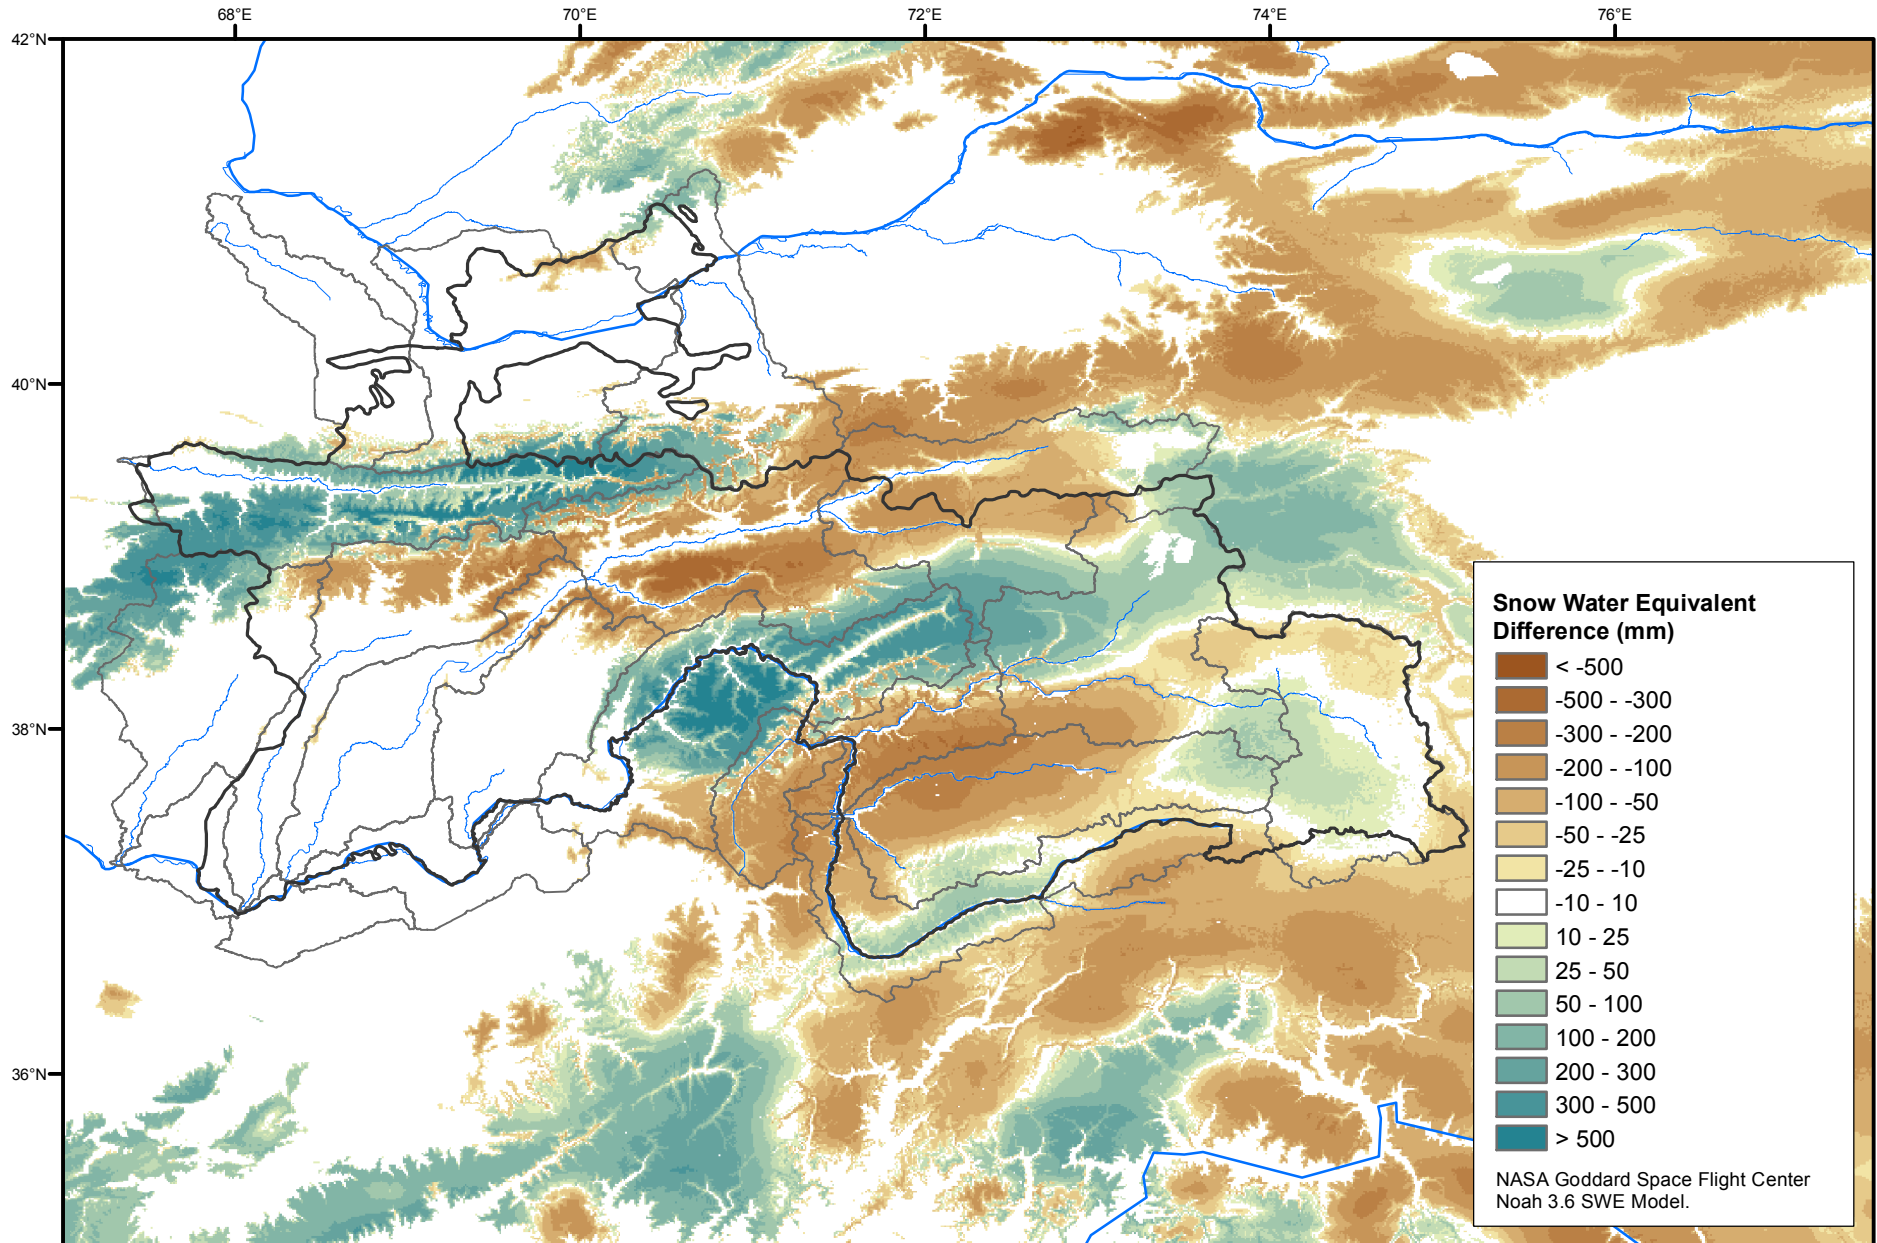 68°E 70°E 72°E 74°E 76°E
42°N
40°N
38°N
36°N
Snow Water Equivalent
Difference (mm)
< -500
-500 - -300
-300 - -200
-200 - -100
-100 - -50
-50 - -25
-25 - -10
-10 - 10
10 - 25
25 - 50
50 - 100
100 - 200
200 - 300
300 - 500
> 500
NASA Goddard Space Flight Center
Noah 3.6 SWE Model.